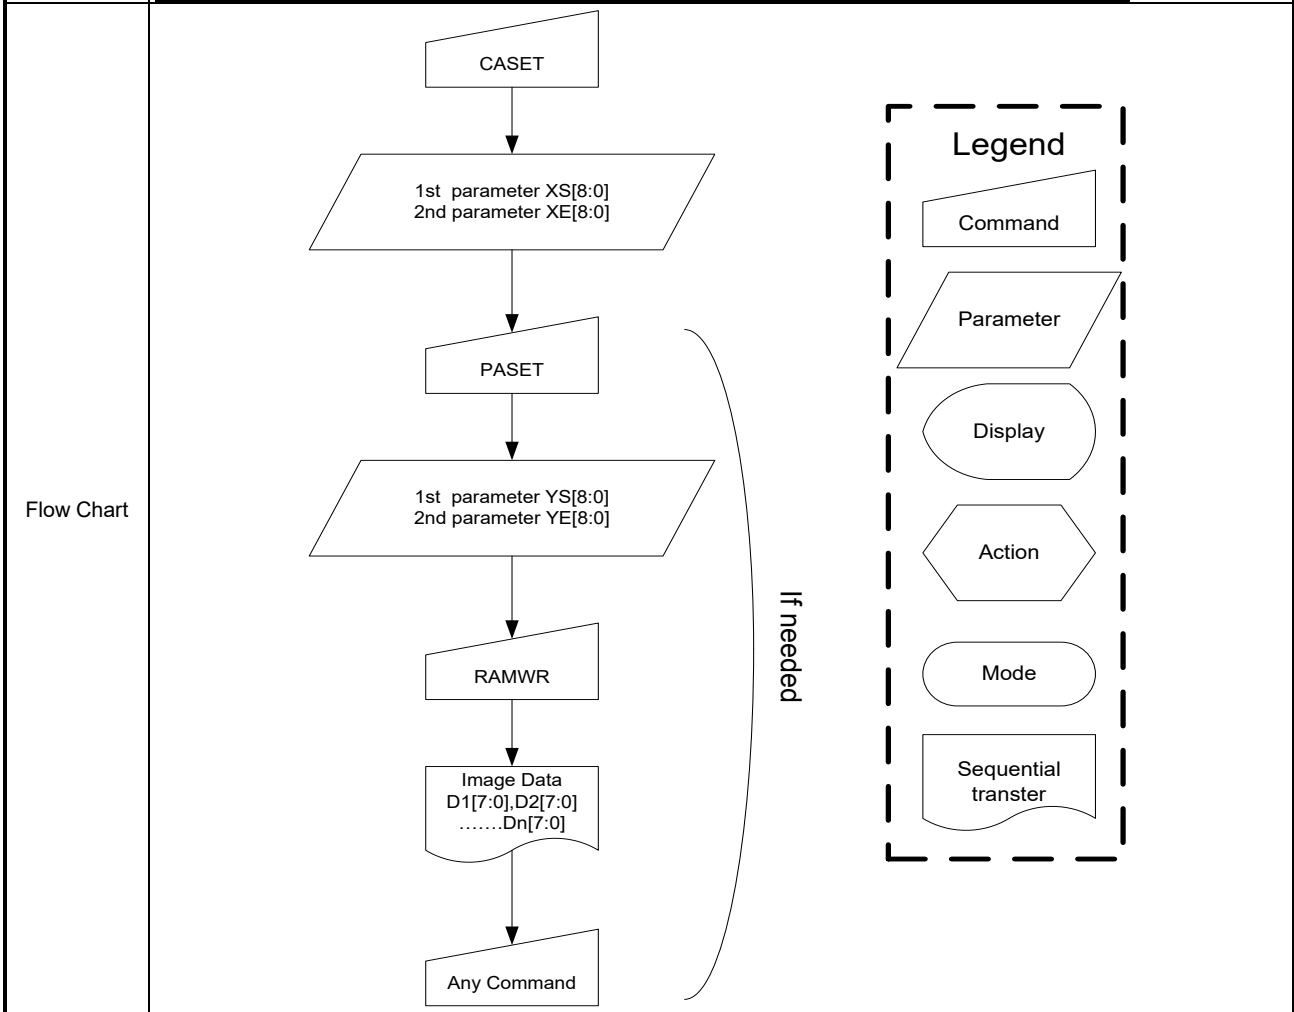 Flow Chart
CASET
1st  parameter XS[8:0]
2nd parameter XE[8:0]
PASET
1st  parameter YS[8:0]
2nd parameter YE[8:0]
RAMWR
Image Data
D1[7:0],D2[7:0]
…….Dn[7:0]
Any Command
If needed
Legend
Command
Parameter
Display
Action
Mode
Sequential
transter